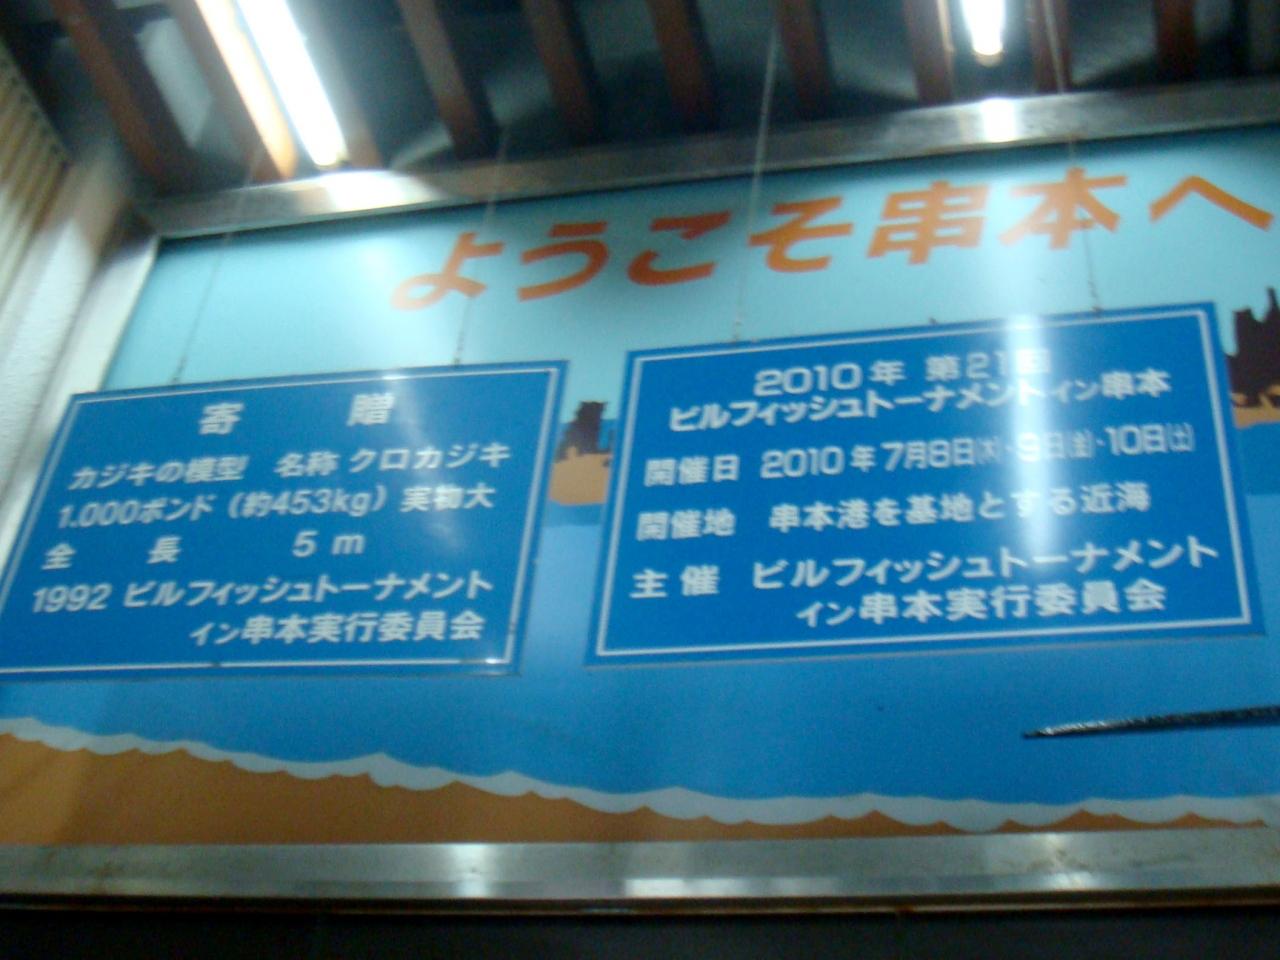 ようこそ串本へ
寄贈
カジキの模型 名称 クロカジキ
1.000ポンド (約453kg) 実物大
全長 5m
1992 ビルフィッシュトーナメント
イン串本実行委員会
2010年 第21回
ビルフィッシュトーナメントイン串本
開催日 2010年7月8日㈭・9日㈮・10日㈯
開催地 串本港を基地とする近海
主催 ビルフィッシュトーナメント
イン串本実行委員会